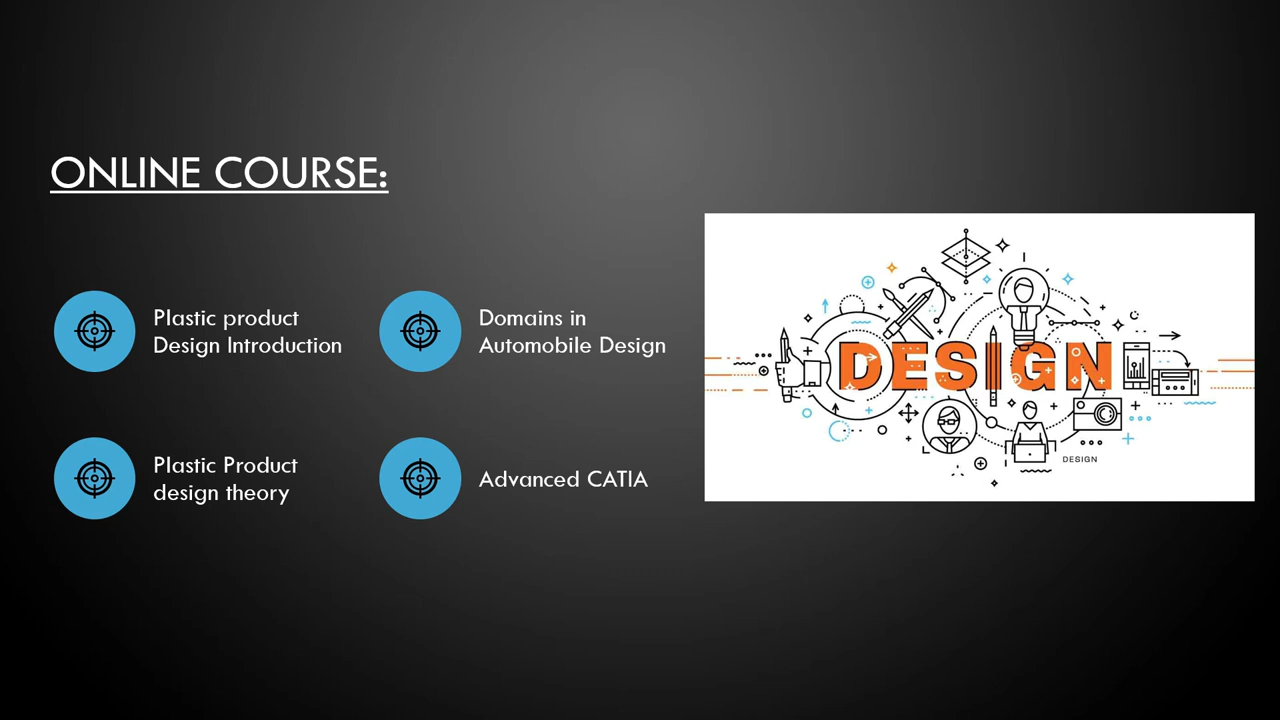 ONLINE COURSE:
Plastic product
Design Introduction
Domains in
Automobile Design
Plastic Product
design theory
Advanced CATIA
DESIGN
DESIGN